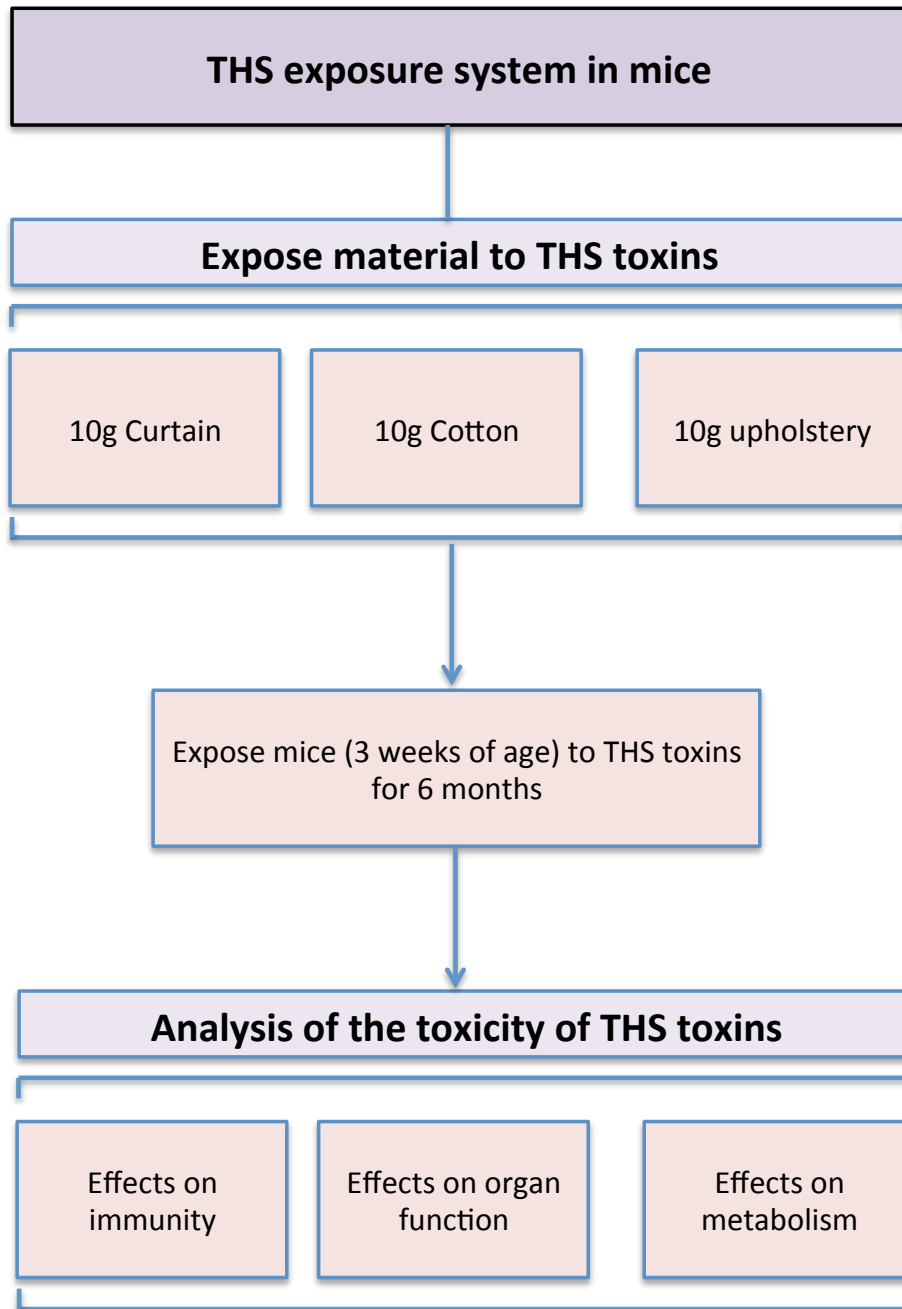 THS exposure system in mice
Expose material to THS toxins
10g Curtain
10g Cotton
10g upholstery
Expose mice (3 weeks of age) to THS toxins
for 6 months
Analysis of the toxicity of THS toxins
Effects on
immunity
Effects on organ
function
Effects on
metabolism